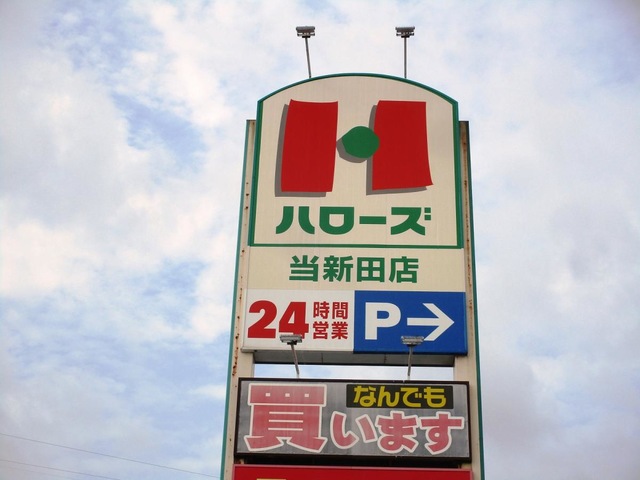 ハローズ
当新田店
24時間営業 P→
なんでも
買います